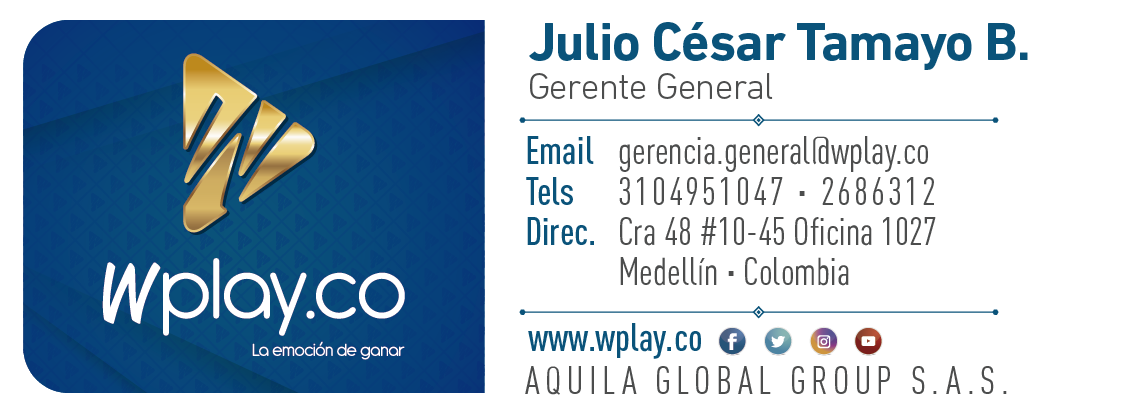 Wplay.co
La emoción de ganar
Julio César Tamayo B.
Gerente General
Email gerencia.general@wplay.co
Tels 3104951047 · 2686312
Direc. Cra 48 #10-45 Oficina 1027
Medellín · Colombia
www.wplay.co
AQUILA GLOBAL GROUP S.A.S.